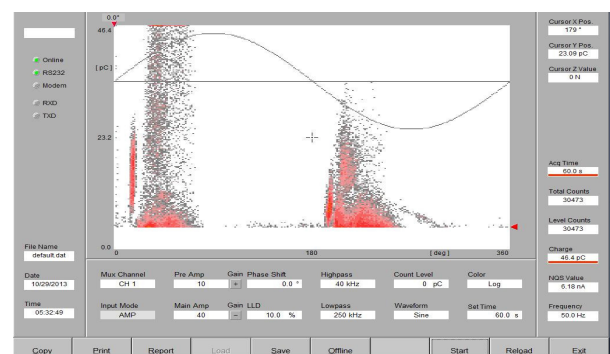 0.0°
46.4
[ pC ]
23.2
0.0
0
180
[ deg ]
360
Online
RS232
Modem
RXD
TXD
File Name
default.dat
Date
10/29/2013
Time
05:32:49
Cursor X Pos.
179 °
Cursor Y Pos.
23.09 pC
Cursor Z Value
0 N
Acq Time
60.0 s
Total Counts
30473
Level Counts
30473
Charge
46.4 pC
NQS Value
6.18 nA
Frequency
50.0 Hz
Mux Channel
CH 1
Pre Amp
10
Gain
+
Phase Shift
0.0 °
Highpass
40 kHz
Count Level
0 pC
Color
Log
Input Mode
AMP
Main Amp
40
Gain
−
LLD
10.0 %
Lowpass
250 kHz
Waveform
Sine
Set Time
60.0 s
Copy
Print
Report
Load
Save
Offline
Start
Reload
Exit